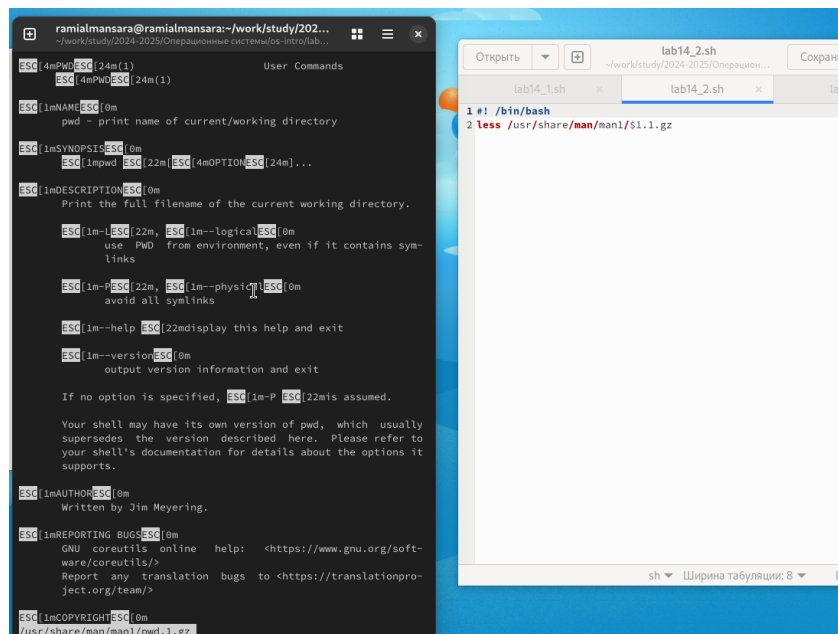 ramialmansara@ramialmansara:~/work/study/202...
~/work/study/2024-2025/Операционные системы/os-intro/lab...
ESC[4mPWDESC[24m(1) User Commands
ESC[4mPWDESC[24m(1)
ESC[1mNAMEESC[0m
pwd - print name of current/working directory
ESC[1mSYNOPSISESC[0m
ESC[1mpwd ESC[22m[ESC[4mOPTIONESC[24m]...
ESC[1mDESCRIPTIONESC[0m
Print the full filename of the current working directory.
ESC[1m-LESC[22m, ESC[1m--logicalESC[0m
use PWD from environment, even if it contains sym-
links
ESC[1m-PESC[22m, ESC[1m--physicalESC[0m
avoid all symlinks
ESC[1m--help ESC[22mdisplay this help and exit
ESC[1m--versionESC[0m
output version information and exit
If no option is specified, ESC[1m-P ESC[22mis assumed.
Your shell may have its own version of pwd, which usually
supersedes the version described here. Please refer to
your shell's documentation for details about the options it
supports.
ESC[1mAUTHORESC[0m
Written by Jim Meyering.
ESC[1mREPORTING BUGSESC[0m
GNU coreutils online help: <https://www.gnu.org/soft-
ware/coreutils/>
Report any translation bugs to <https://translationpro-
ject.org/team/>
ESC[1mCOPYRIGHTESC[0m
/usr/share/man/man1/pwd.1.gz
Открыть
lab14_2.sh
~/work/study/2024-2025/Операцион...
Сохран
lab14_1.sh
lab14_2.sh
la
1 #! /bin/bash
2 less /usr/share/man/man1/$1.1.gz
sh Ширина табуляции: 8